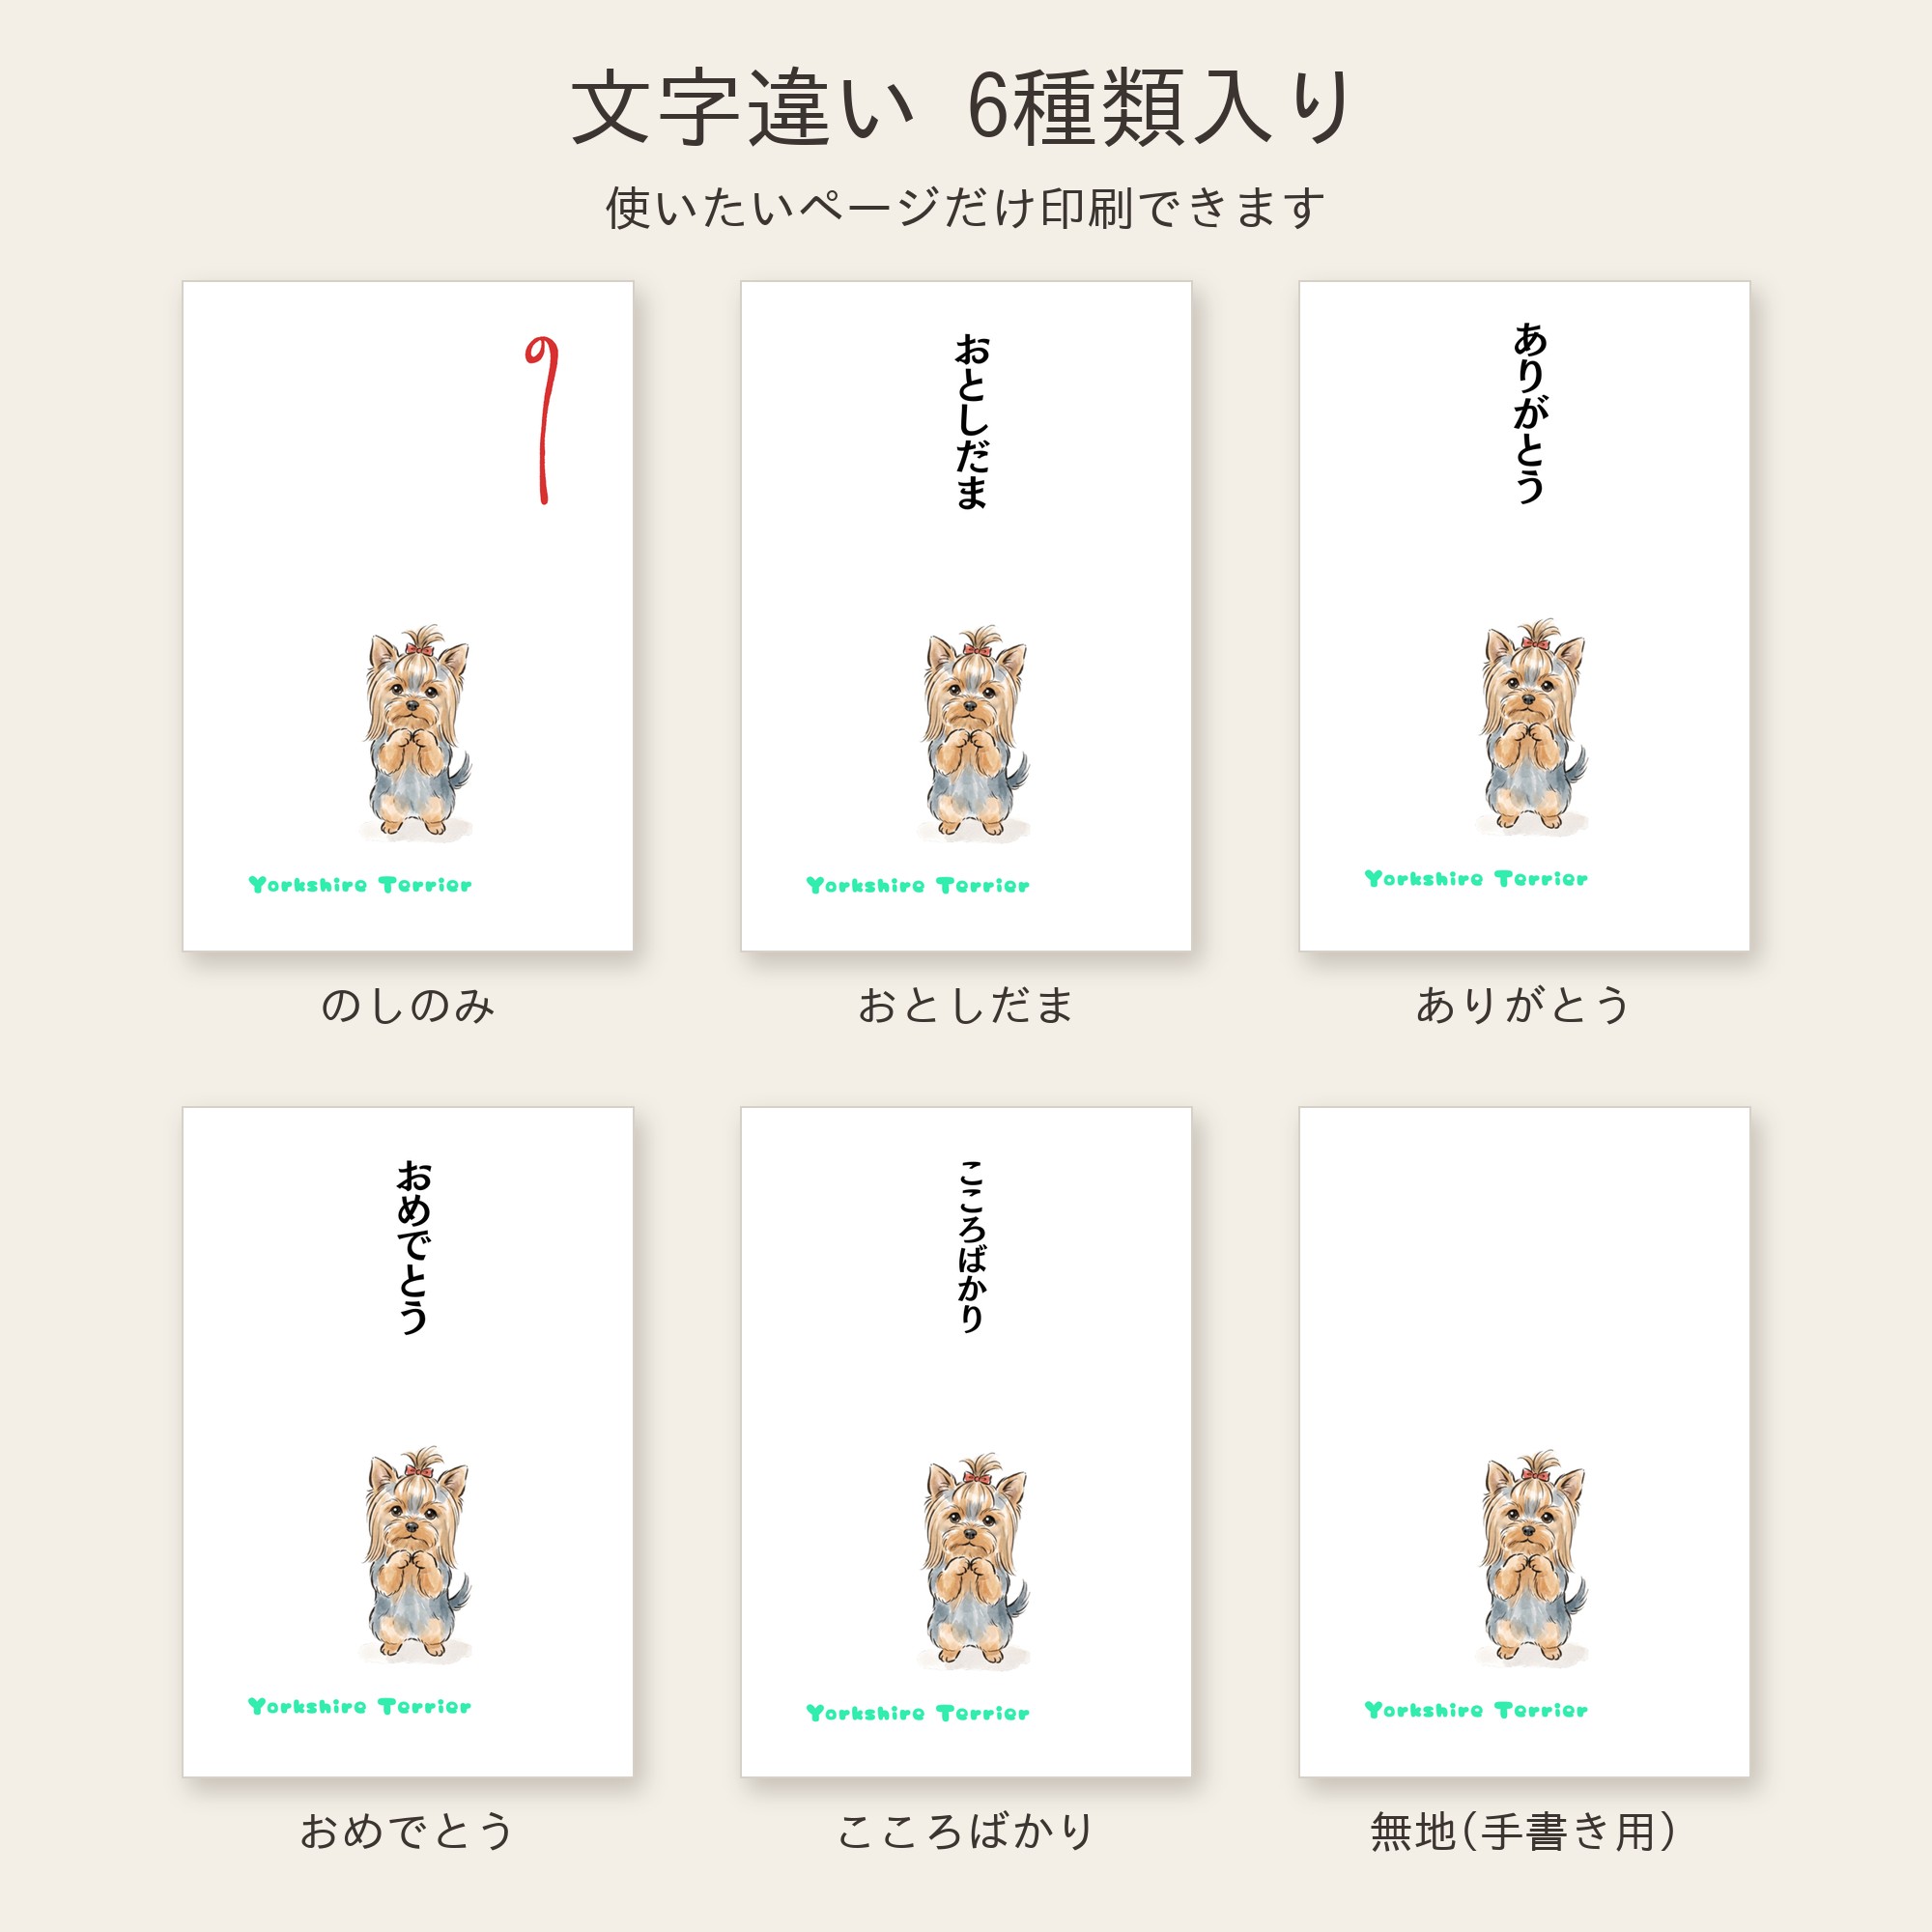 文字違い 6種類入り
使いたいページだけ印刷できます
Yorkshire Terrier
のしのみ
おとしだま
Yorkshire Terrier
おとしだま
ありがとう
Yorkshire Terrier
ありがとう
おめでとう
Yorkshire Terrier
おめでとう
こころばかり
Yorkshire Terrier
こころばかり
Yorkshire Terrier
無地(手書き用)